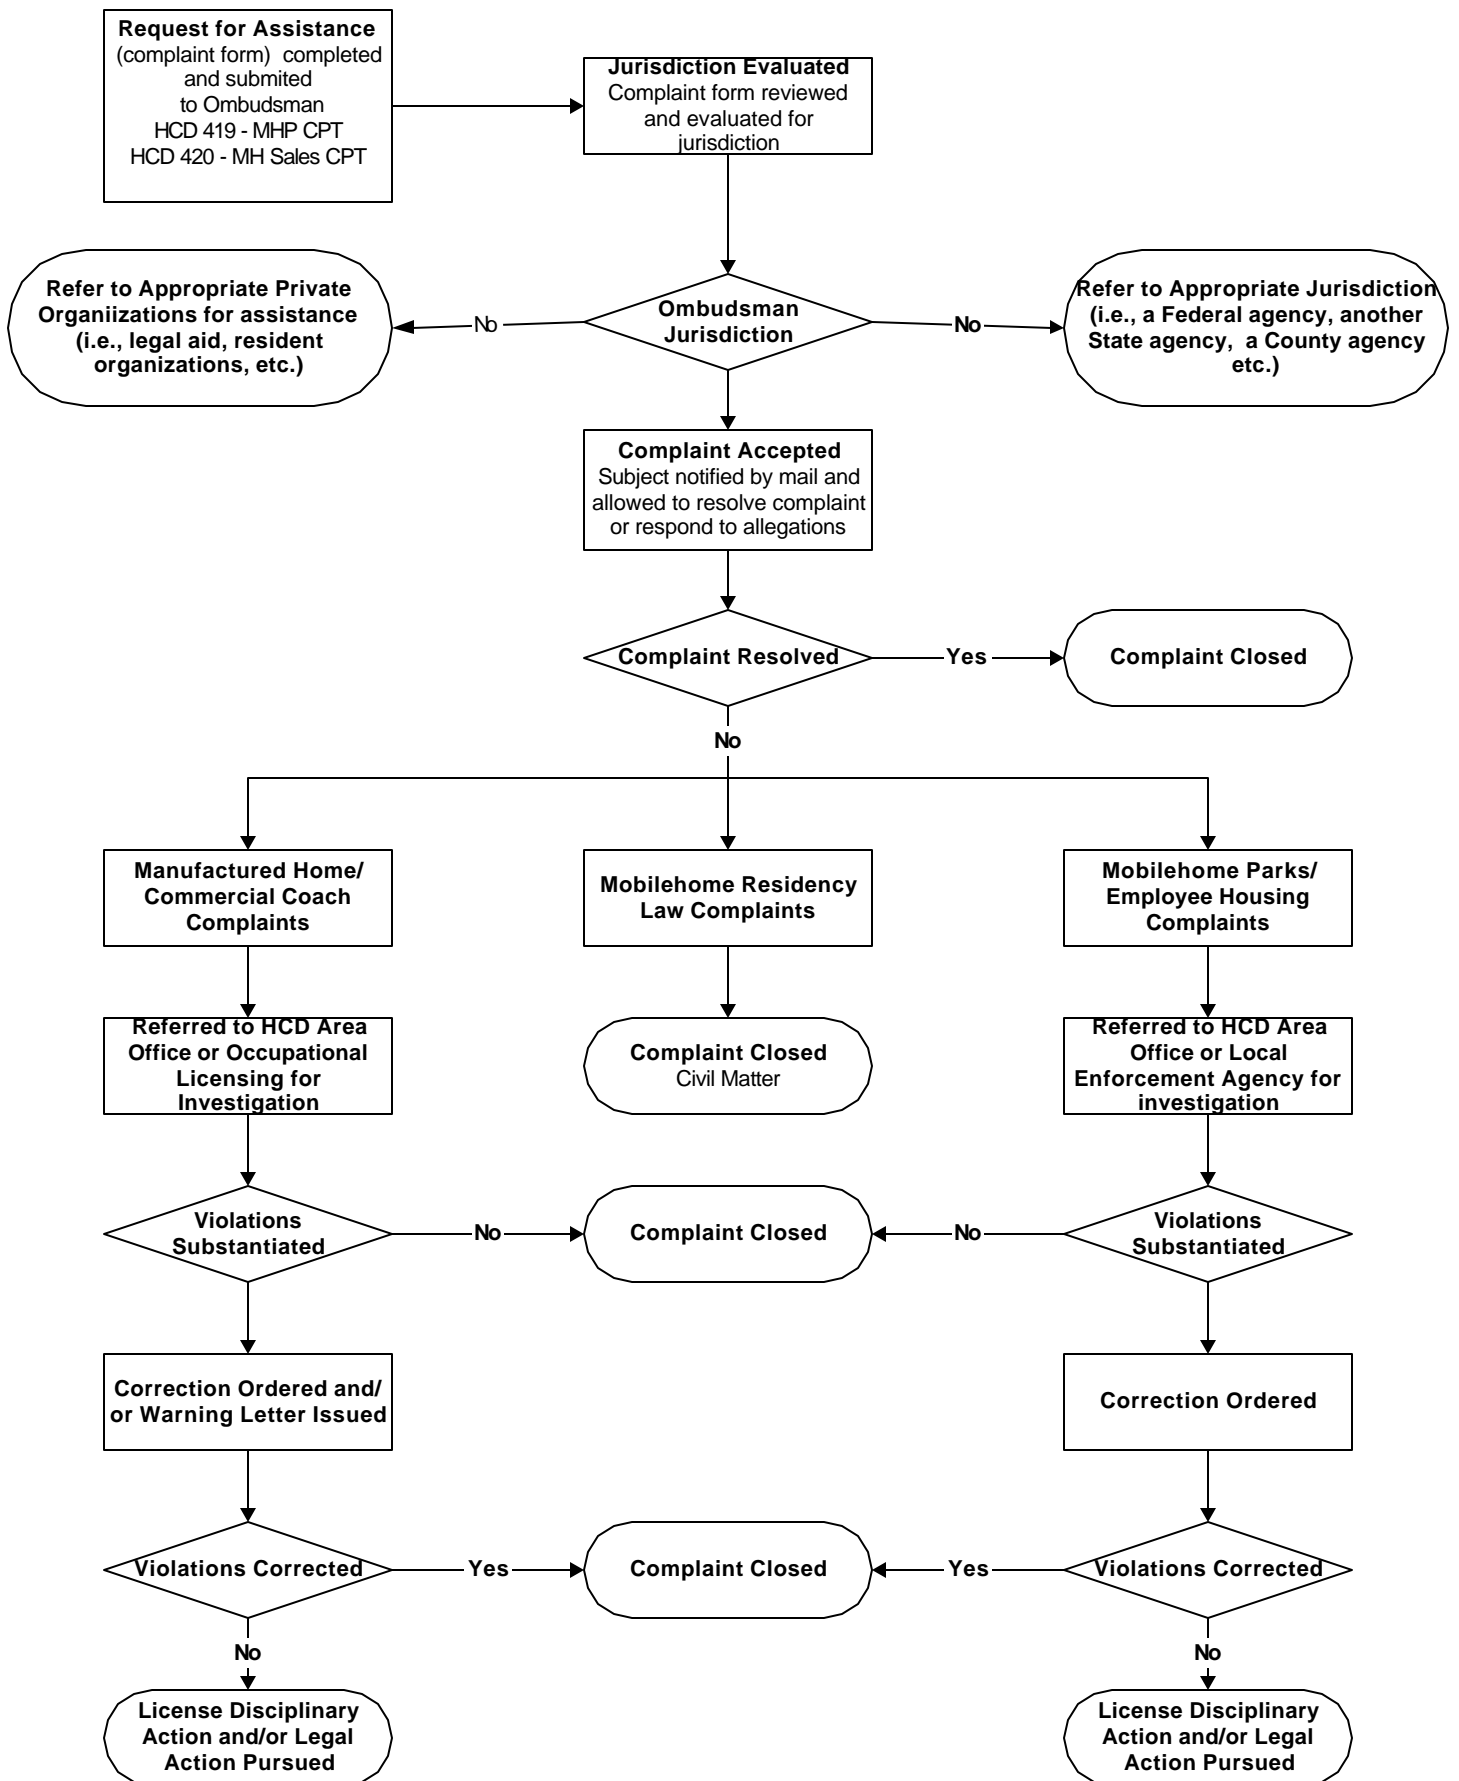 Request for Assistance
(complaint form) completed
and submited
to Ombudsman
HCD 419 - MHP CPT
HCD 420 - MH Sales CPT
Jurisdiction Evaluated
Complaint form reviewed
and evaluated for
jurisdiction
Refer to Appropriate Private
Organiizations for assistance
(i.e., legal aid, resident
organizations, etc.)
No
Ombudsman
Jurisdiction
No
Refer to Appropriate Jurisdiction
(i.e., a Federal agency, another
State agency, a County agency
etc.)
Complaint Accepted
Subject notified by mail and
allowed to resolve complaint
or respond to allegations
Complaint Resolved
Yes
Complaint Closed
No
Manufactured Home/
Commercial Coach
Complaints
Mobilehome Residency
Law Complaints
Mobilehome Parks/
Employee Housing
Complaints
Referred to HCD Area
Office or Occupational
Licensing for
Investigation
Complaint Closed
Civil Matter
Referred to HCD Area
Office or Local
Enforcement Agency for
investigation
Violations
Substantiated
No
Complaint Closed
No
Violations
Substantiated
Correction Ordered and/
or Warning Letter Issued
Correction Ordered
Violations Corrected
Yes
Complaint Closed
Yes
Violations Corrected
No
No
License Disciplinary
Action and/or Legal
Action Pursued
License Disciplinary
Action and/or Legal
Action Pursued